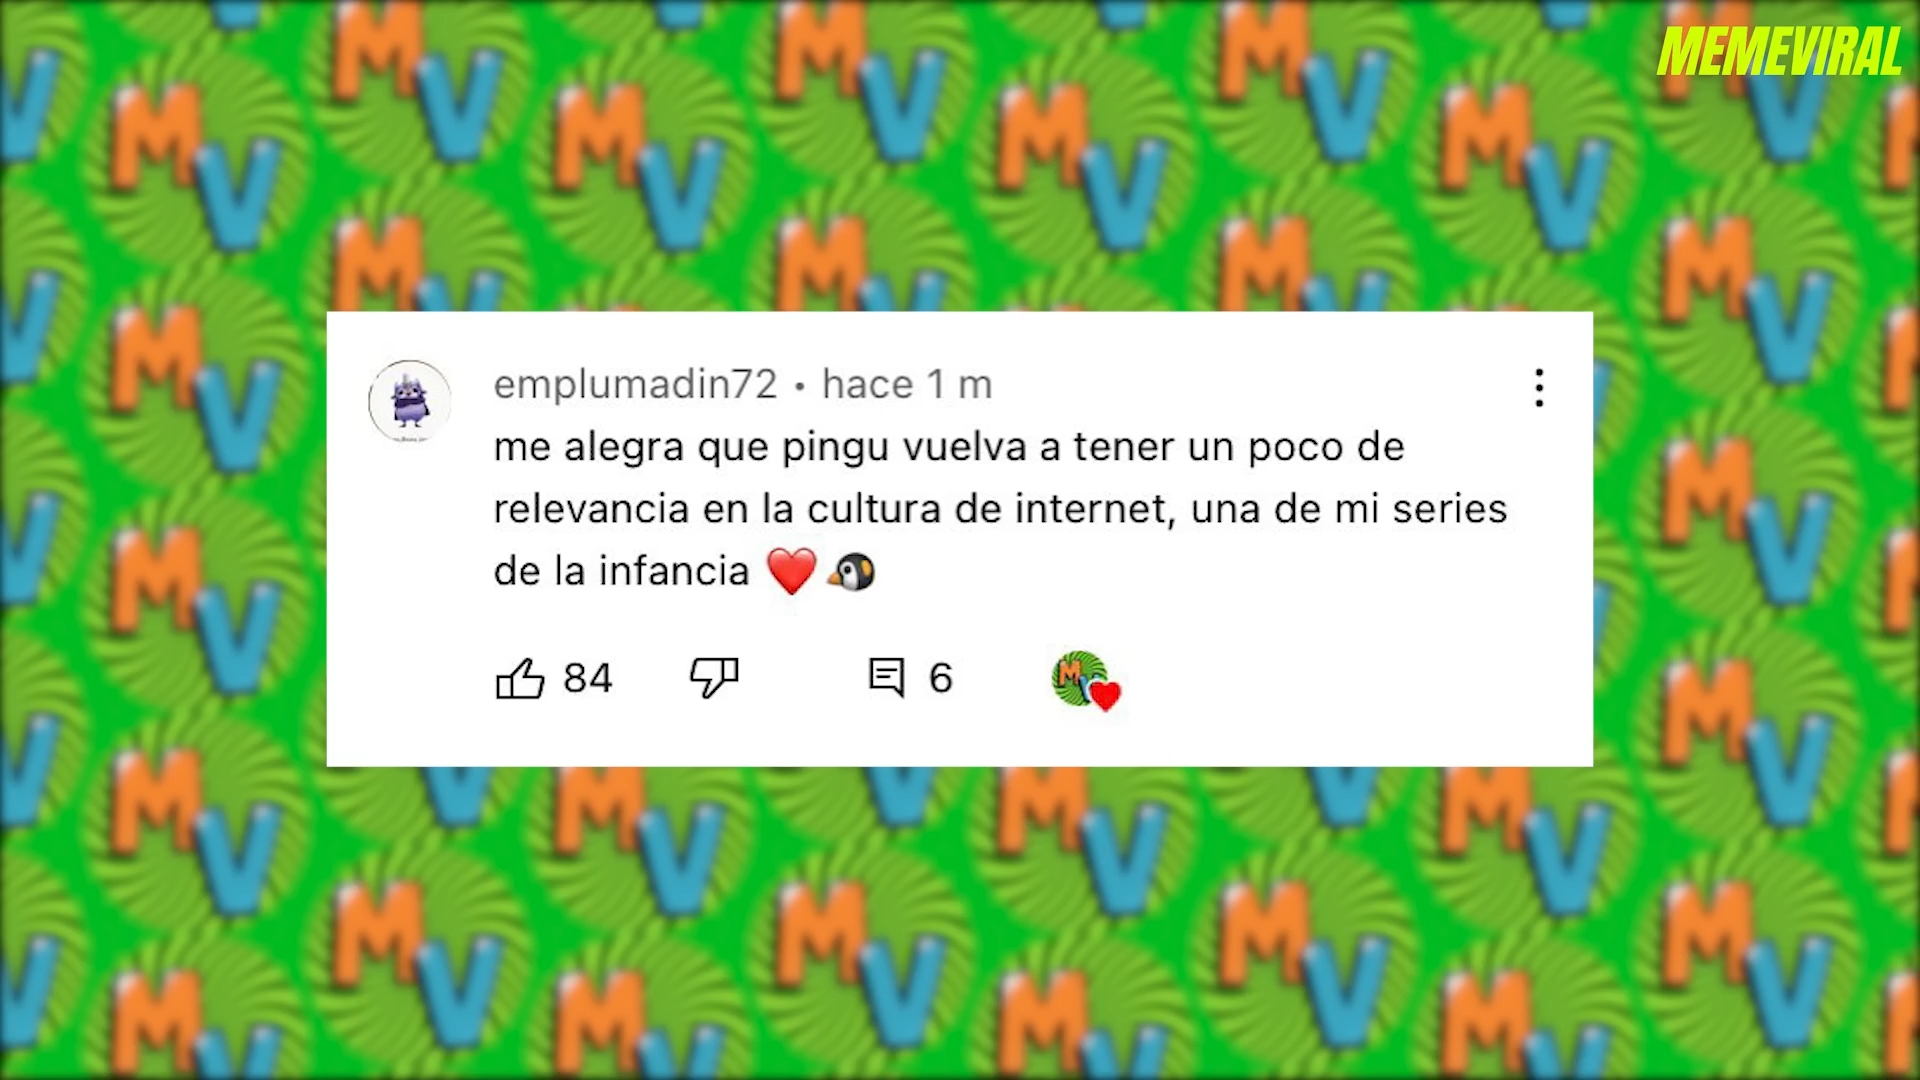 MEMEVIRAL
emplumadin72 • hace 1 m
me alegra que pingu vuelva a tener un poco de
relevancia en la cultura de internet, una de mi series
de la infancia ❤️🐧
84 6